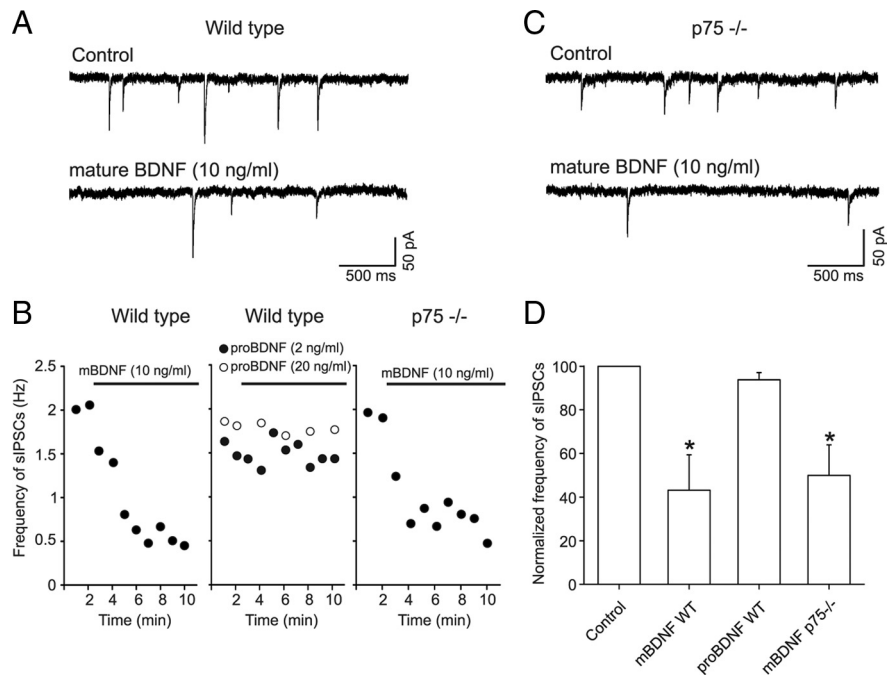 A
Wild type
Control
mature BDNF (10 ng/ml)
500 ms
50 pA
C
p75 -/-
Control
mature BDNF (10 ng/ml)
500 ms
50 pA
B
Wild type
Wild type
p75 -/-
mBDNF (10 ng/ml)
proBDNF (2 ng/ml)
proBDNF (20 ng/ml)
mBDNF (10 ng/ml)
Frequency of sIPSCs (Hz)
2.5
2
1.5
1
0.5
0
2 4 6 8 10
2 4 6 8 10
2 4 6 8 10
Time (min)
Time (min)
Time (min)
D
Normalized frequency of sIPSCs
100
80
60
40
20
0
*
*
Control
mBDNF WT
proBDNF WT
mBDNF p75-/-